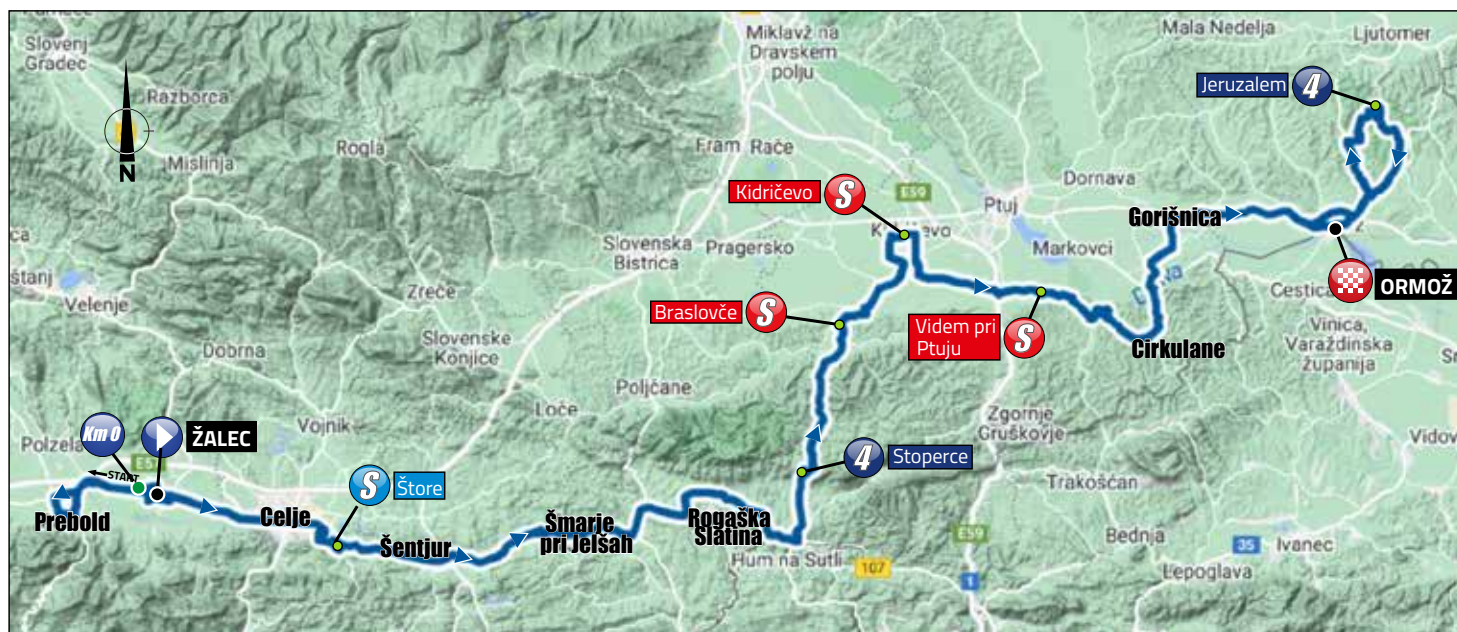 Slovenj
Gradec
Razborca
Mislinja
N
Rogla
Miklavž na
Dravskem
polju
Mala Nedelja
Ljutomer
Jeruzalem
4
Fram
Rače
E59
Kidričevo
S
Ptuj
Dornava
Gorišnica
Markovci
Slovenska
Bistrica
Pragersko
ORMOŽ
Velenje
Zreče
Braslovče
S
Videm pri
Ptuju
S
Cirkulane
Vinica,
Varaždinska
županija
Dobrna
Slovenske
Konjice
Poljčane
Loče
Vojnik
Zgornje
Gruškovje
Polzela
Km 0
ŽALEC
START
4
Stoperce
S
Štore
Trakošćan
Prebold
Celje
Šentjur
Šmarje
pri Jelšah
Rogaška
Slatina
Hum na Sutli
107
E59
1
Bednja
35
Ivanec
Lepoglava